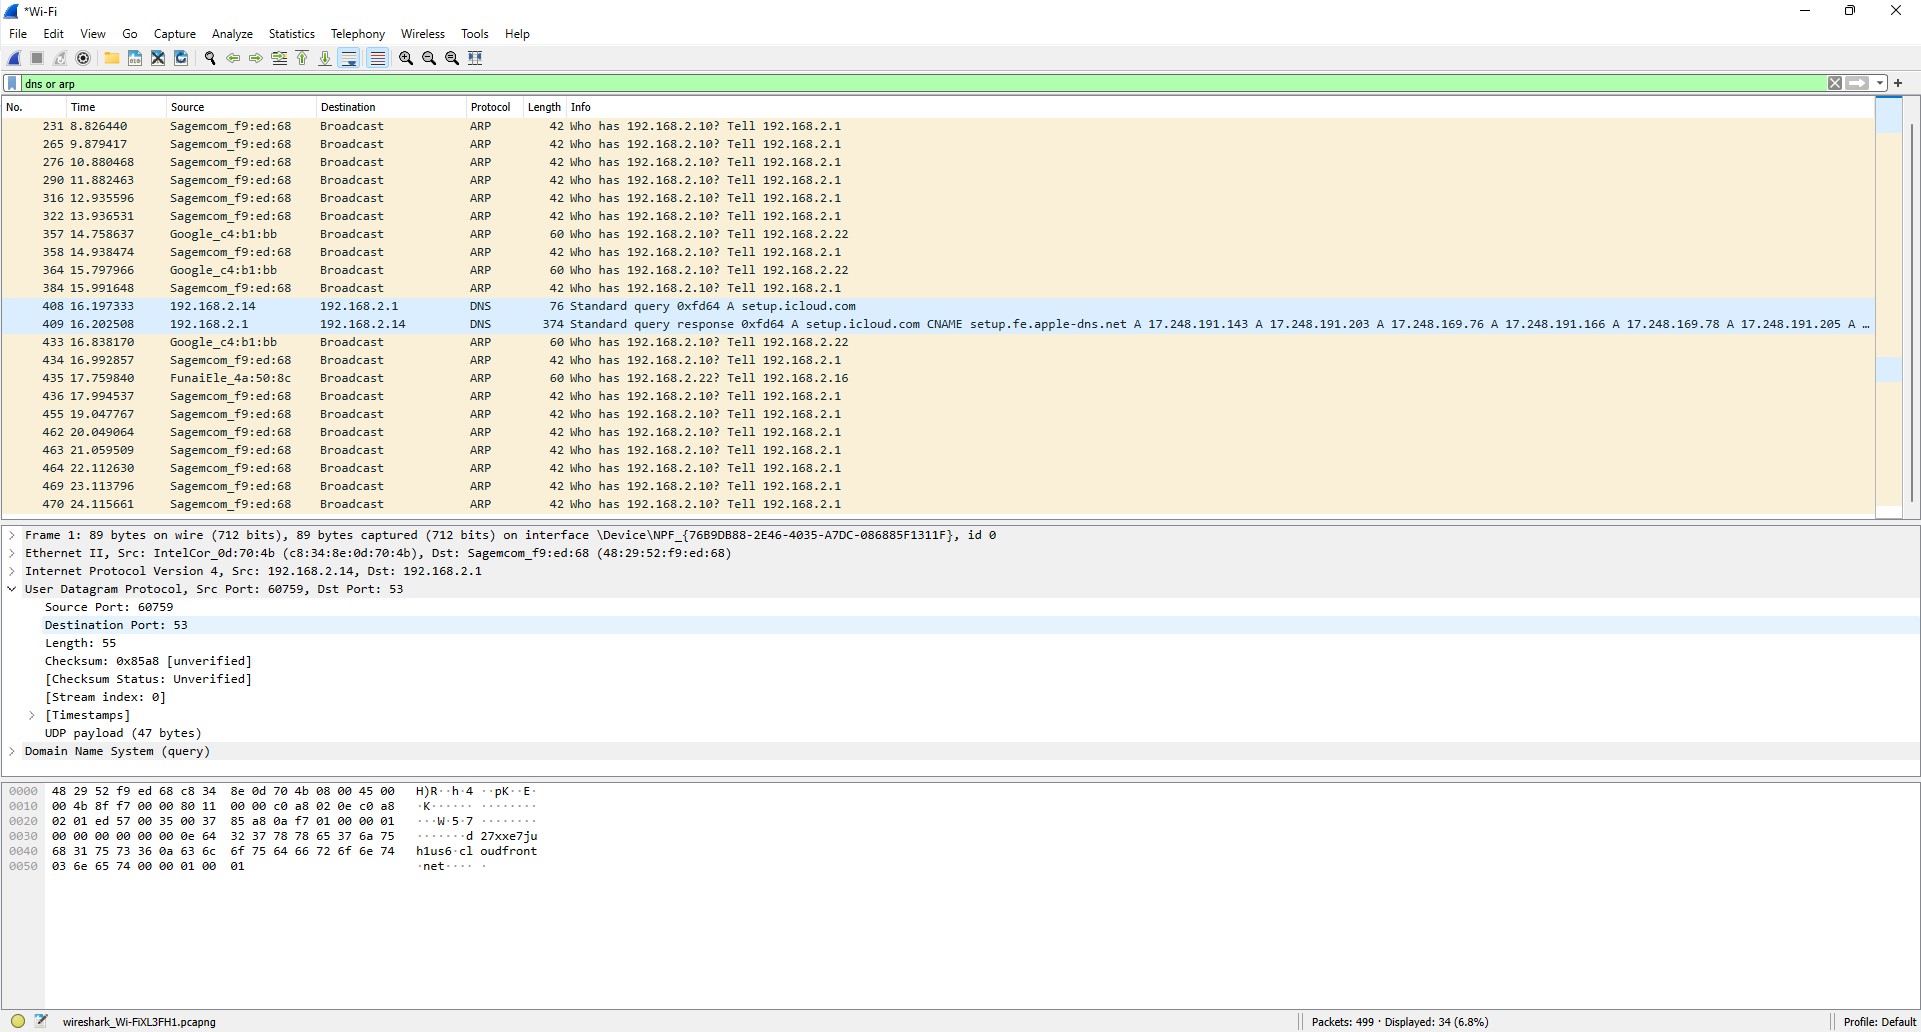 *Wi-Fi
File Edit View Go Capture Analyze Statistics Telephony Wireless Tools Help
dns or arp
No. Time Source Destination Protocol Length Info
231 8.826440 Sagemcom_f9:ed:68 Broadcast ARP 42 Who has 192.168.2.10? Tell 192.168.2.1
265 9.879417 Sagemcom_f9:ed:68 Broadcast ARP 42 Who has 192.168.2.10? Tell 192.168.2.1
276 10.880468 Sagemcom_f9:ed:68 Broadcast ARP 42 Who has 192.168.2.10? Tell 192.168.2.1
290 11.882463 Sagemcom_f9:ed:68 Broadcast ARP 42 Who has 192.168.2.10? Tell 192.168.2.1
316 12.935596 Sagemcom_f9:ed:68 Broadcast ARP 42 Who has 192.168.2.10? Tell 192.168.2.1
322 13.936531 Sagemcom_f9:ed:68 Broadcast ARP 42 Who has 192.168.2.10? Tell 192.168.2.1
357 14.758637 Google_c4:b1:bb Broadcast ARP 60 Who has 192.168.2.10? Tell 192.168.2.22
358 14.938474 Sagemcom_f9:ed:68 Broadcast ARP 42 Who has 192.168.2.10? Tell 192.168.2.1
364 15.797966 Google_c4:b1:bb Broadcast ARP 60 Who has 192.168.2.10? Tell 192.168.2.22
384 15.991648 Sagemcom_f9:ed:68 Broadcast ARP 42 Who has 192.168.2.10? Tell 192.168.2.1
408 16.197333 192.168.2.14 192.168.2.1 DNS 76 Standard query 0xfd64 A setup.icloud.com
409 16.202508 192.168.2.1 192.168.2.14 DNS 374 Standard query response 0xfd64 A setup.icloud.com CNAME setup.fe.apple-dns.net A 17.248.191.143 A 17.248.191.203 A 17.248.169.76 A 17.248.191.166 A 17.248.169.78 A 17.248.191.205 A …
433 16.838170 Google_c4:b1:bb Broadcast ARP 60 Who has 192.168.2.10? Tell 192.168.2.22
434 16.992857 Sagemcom_f9:ed:68 Broadcast ARP 42 Who has 192.168.2.10? Tell 192.168.2.1
435 17.759840 FunaiEle_4a:50:8c Broadcast ARP 60 Who has 192.168.2.22? Tell 192.168.2.16
436 17.994537 Sagemcom_f9:ed:68 Broadcast ARP 42 Who has 192.168.2.10? Tell 192.168.2.1
455 19.047767 Sagemcom_f9:ed:68 Broadcast ARP 42 Who has 192.168.2.10? Tell 192.168.2.1
462 20.049064 Sagemcom_f9:ed:68 Broadcast ARP 42 Who has 192.168.2.10? Tell 192.168.2.1
463 21.059509 Sagemcom_f9:ed:68 Broadcast ARP 42 Who has 192.168.2.10? Tell 192.168.2.1
464 22.112630 Sagemcom_f9:ed:68 Broadcast ARP 42 Who has 192.168.2.10? Tell 192.168.2.1
469 23.113796 Sagemcom_f9:ed:68 Broadcast ARP 42 Who has 192.168.2.10? Tell 192.168.2.1
470 24.115661 Sagemcom_f9:ed:68 Broadcast ARP 42 Who has 192.168.2.10? Tell 192.168.2.1
Frame 1: 89 bytes on wire (712 bits), 89 bytes captured (712 bits) on interface \Device\NPF_{76B9DB88-2E46-4035-A7DC-086885F1311F}, id 0
Ethernet II, Src: IntelCor_0d:70:4b (c8:34:8e:0d:70:4b), Dst: Sagemcom_f9:ed:68 (48:29:52:f9:ed:68)
Internet Protocol Version 4, Src: 192.168.2.14, Dst: 192.168.2.1
User Datagram Protocol, Src Port: 60759, Dst Port: 53
Source Port: 60759
Destination Port: 53
Length: 55
Checksum: 0x85a8 [unverified]
[Checksum Status: Unverified]
[Stream index: 0]
[Timestamps]
UDP payload (47 bytes)
Domain Name System (query)
0000 48 29 52 f9 ed 68 c8 34 8e 0d 70 4b 08 00 45 00 H)R··h·4 ··pK··E·
0010 00 4b 8f f7 00 00 80 11 00 00 c0 a8 02 0e c0 a8 ·K······ ········
0020 02 01 ed 57 00 35 00 37 85 a8 0a f7 01 00 00 01 ···W·5·7 ········
0030 00 00 00 00 00 00 0e 64 32 37 78 78 65 37 6a 75 ·······d 27xxe7ju
0040 68 31 75 73 36 0a 63 6c 6f 75 64 66 72 6f 6e 74 h1us6·cl oudfront
0050 03 6e 65 74 00 00 01 00 01 ·net···· ·
wireshark_Wi-FiXL3FH1.pcapng Packets: 499 · Displayed: 34 (6.8%) Profile: Default